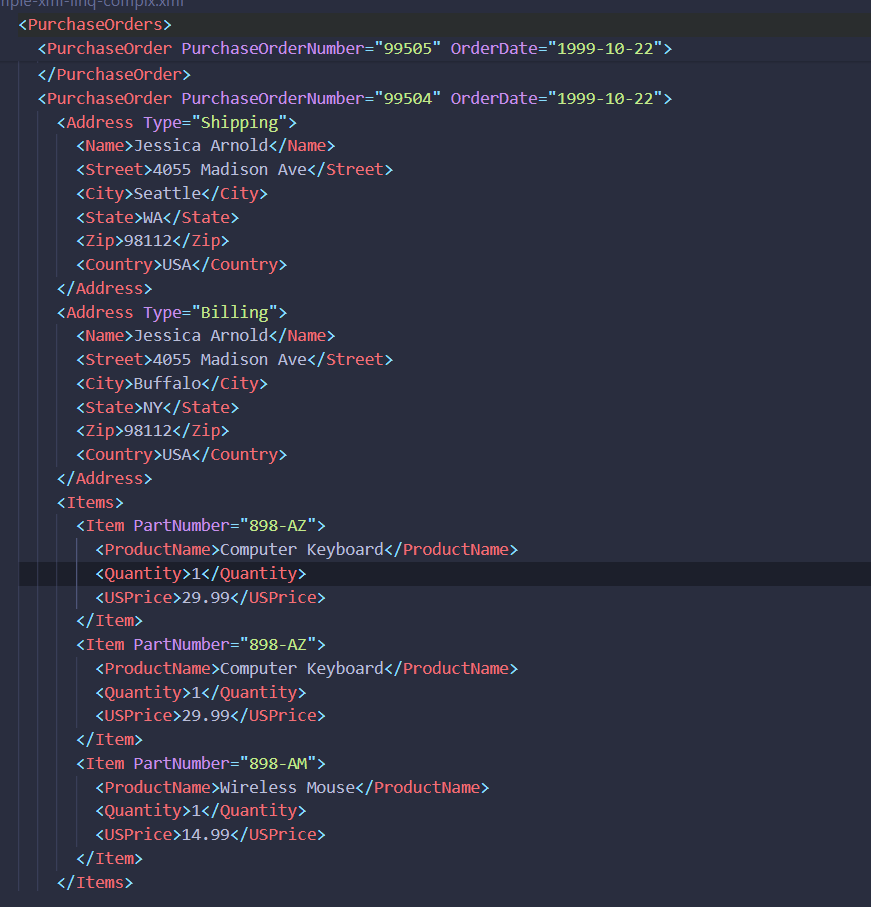 <PurchaseOrders>
<PurchaseOrder PurchaseOrderNumber="99505" OrderDate="1999-10-22">
</PurchaseOrder>
<PurchaseOrder PurchaseOrderNumber="99504" OrderDate="1999-10-22">
<Address Type="Shipping">
<Name>Jessica Arnold</Name>
<Street>4055 Madison Ave</Street>
<City>Seattle</City>
<State>WA</State>
<Zip>98112</Zip>
<Country>USA</Country>
</Address>
<Address Type="Billing">
<Name>Jessica Arnold</Name>
<Street>4055 Madison Ave</Street>
<City>Buffalo</City>
<State>NY</State>
<Zip>98112</Zip>
<Country>USA</Country>
</Address>
<Items>
<Item PartNumber="898-AZ">
<ProductName>Computer Keyboard</ProductName>
<Quantity>1</Quantity>
<USPrice>29.99</USPrice>
</Item>
<Item PartNumber="898-AZ">
<ProductName>Computer Keyboard</ProductName>
<Quantity>1</Quantity>
<USPrice>29.99</USPrice>
</Item>
<Item PartNumber="898-AM">
<ProductName>Wireless Mouse</ProductName>
<Quantity>1</Quantity>
<USPrice>14.99</USPrice>
</Item>
</Items>